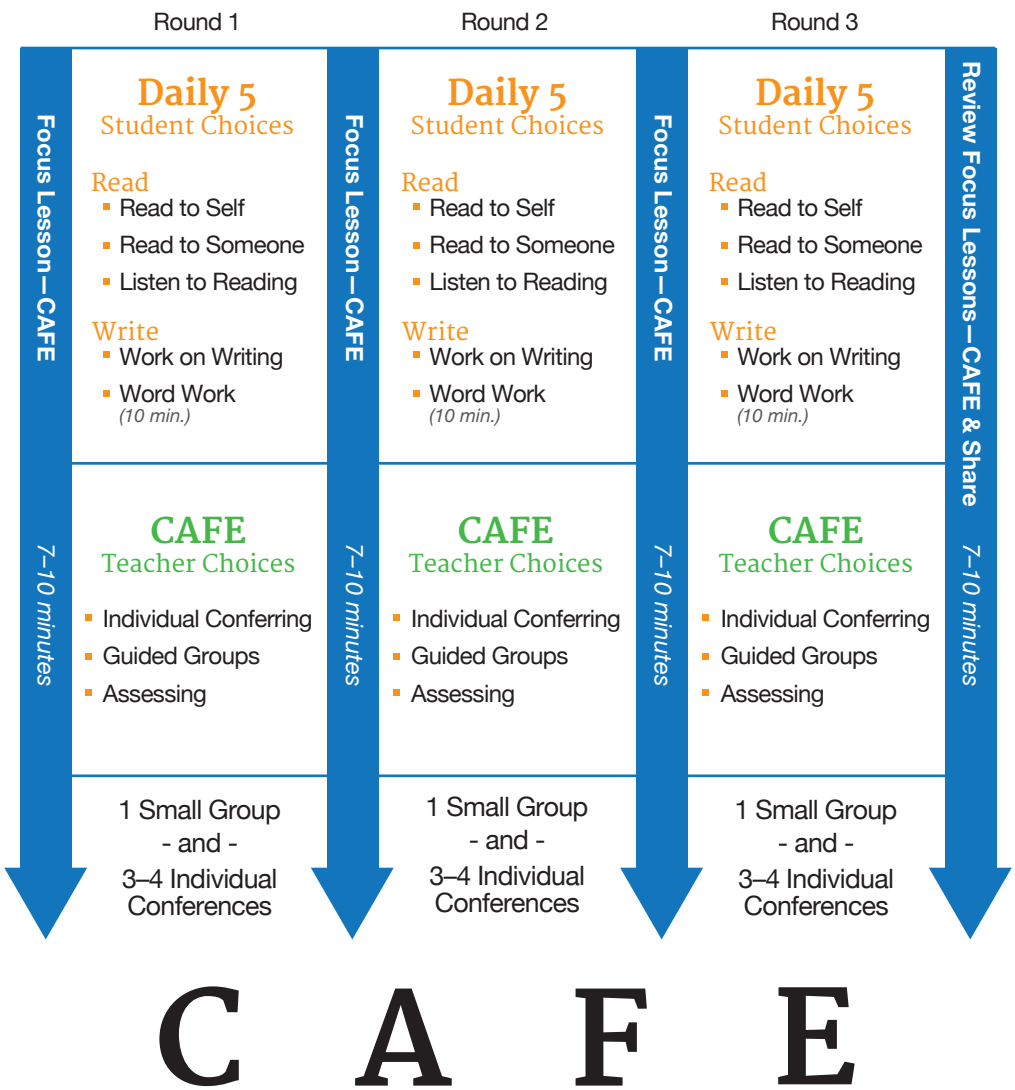 Round 1
Round 2
Round 3
Focus Lesson—CAFE
7–10 minutes
Daily 5
Student Choices
Read
Read to Self
Read to Someone
Listen to Reading
Write
Work on Writing
Word Work
(10 min.)
CAFE
Teacher Choices
Individual Conferring
Guided Groups
Assessing
1 Small Group
- and -
3–4 Individual
Conferences
Focus Lesson—CAFE
7–10 minutes
Daily 5
Student Choices
Read
Read to Self
Read to Someone
Listen to Reading
Write
Work on Writing
Word Work
(10 min.)
CAFE
Teacher Choices
Individual Conferring
Guided Groups
Assessing
1 Small Group
- and -
3–4 Individual
Conferences
Focus Lesson—CAFE
7–10 minutes
Daily 5
Student Choices
Read
Read to Self
Read to Someone
Listen to Reading
Write
Work on Writing
Word Work
(10 min.)
CAFE
Teacher Choices
Individual Conferring
Guided Groups
Assessing
1 Small Group
- and -
3–4 Individual
Conferences
Review Focus Lessons—CAFE & Share
7–10 minutes
C A F E